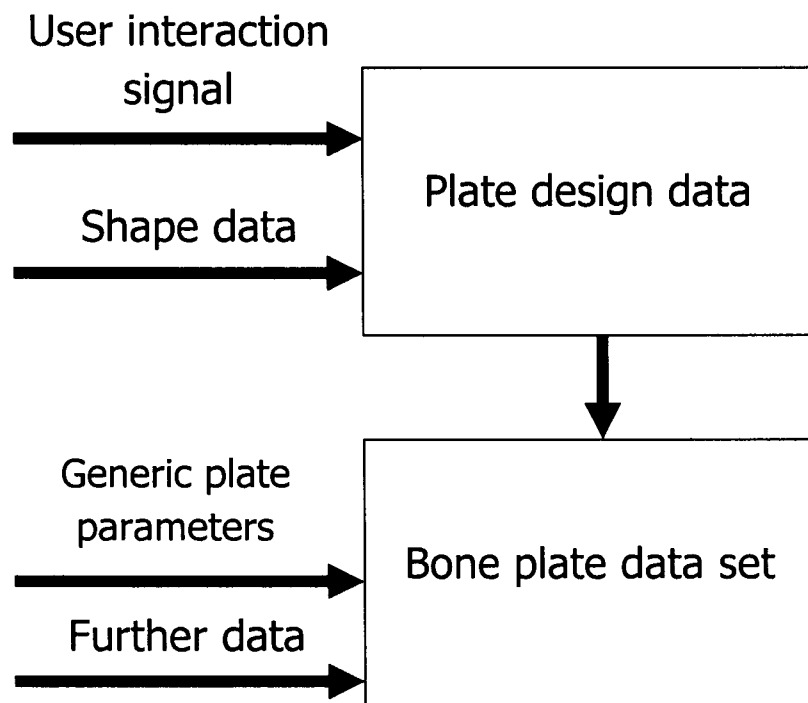 User interaction
signal
Plate design data
Shape data
Generic plate
parameters
Bone plate data set
Further data